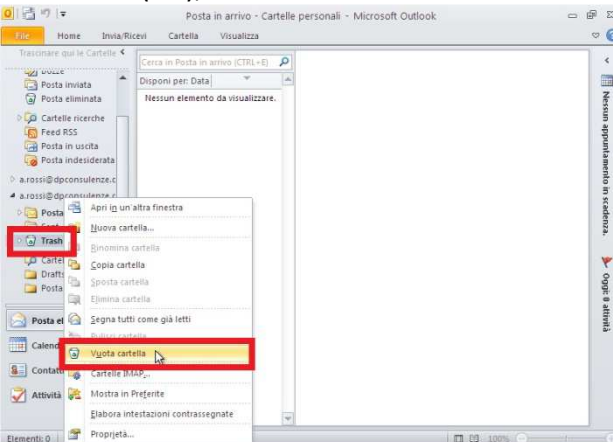 Posta in arrivo - Cartelle personali - Microsoft Outlook
File Home Invia/Ricevi Cartella Visualizza
Trascinare qui le Cartelle
Cerca in Posta in arrivo (CTRL+E)
Disponi per: Data
Nessun elemento da visualizzare.
Posta inviata
Posta eliminata
Cartelle ricerche
Feed RSS
Posta in uscita
Posta indesiderata
a.rossi@dpconsulenze.c
a.rossi@dpconsulenze.c
Posta
Trash
Cartel
Drafts
Posta
Posta el
Calend
Contatt
Attività
Elementi: 0
Apri in un'altra finestra
Nuova cartella...
Rinomina cartella
Copia cartella
Sposta cartella
Elimina cartella
Segna tutti come già letti
Pulisci cartella
Vuota cartella
Cartelle IMAP...
Mostra in Preferite
Elabora intestazioni contrassegnate
Proprietà...
Nessun appuntamento in scadenza.
Oggi: 0 attività
100%